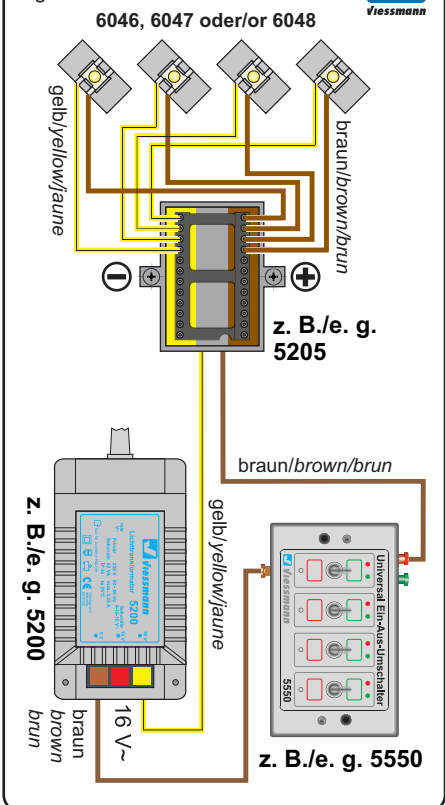 6046, 6047 oder/or 6048
viessmann
gelb/yellow/jaune
braun/brown/brun
z. B./e. g.
5205
braun/brown/brun
gelb/yellow/jaune
z. B./e. g. 5200
Viessmann
Lichttransformator 5200
16 V~
braun
brown
brun
Universal Ein-Aus-Umschalter
Viessmann
5550
z. B./e. g. 5550